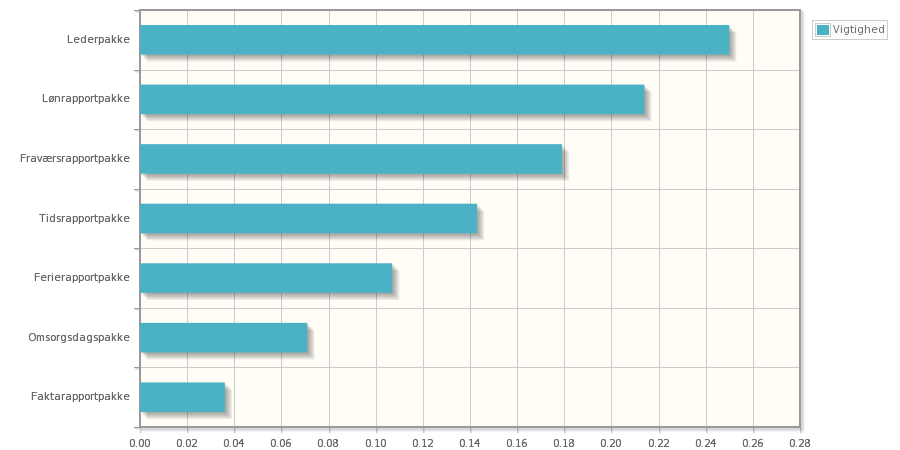 Lederpakke
Vigtighed
Lønrapportpakke
Fraværsrapportpakke
Tidsrapportpakke
Ferierapportpakke
Omsorgsdagspakke
Faktarapportpakke
0.00 0.02 0.04 0.06 0.08 0.10 0.12 0.14 0.16 0.18 0.20 0.22 0.24 0.26 0.28